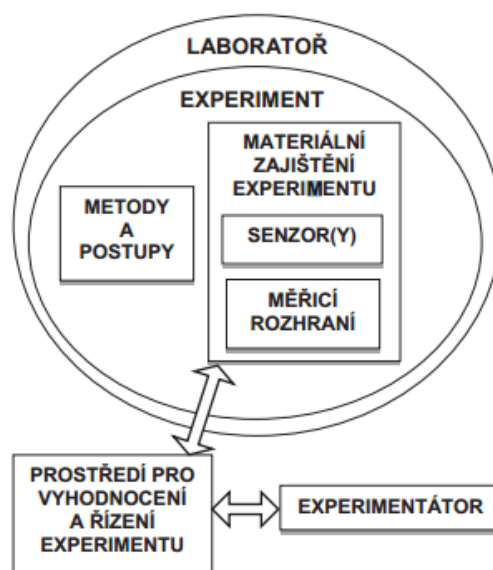 LABORATOŘ
EXPERIMENT
MATERIÁLNÍ
ZAJIŠTĚNÍ
EXPERIMENTU
METODY
A
POSTUPY
SENZOR(Y)
MĚŘICÍ
ROZHRANÍ
PROSTŘEDÍ PRO
VYHODNOCENÍ
A ŘÍZENÍ
EXPERIMENTU
EXPERIMENTÁTOR